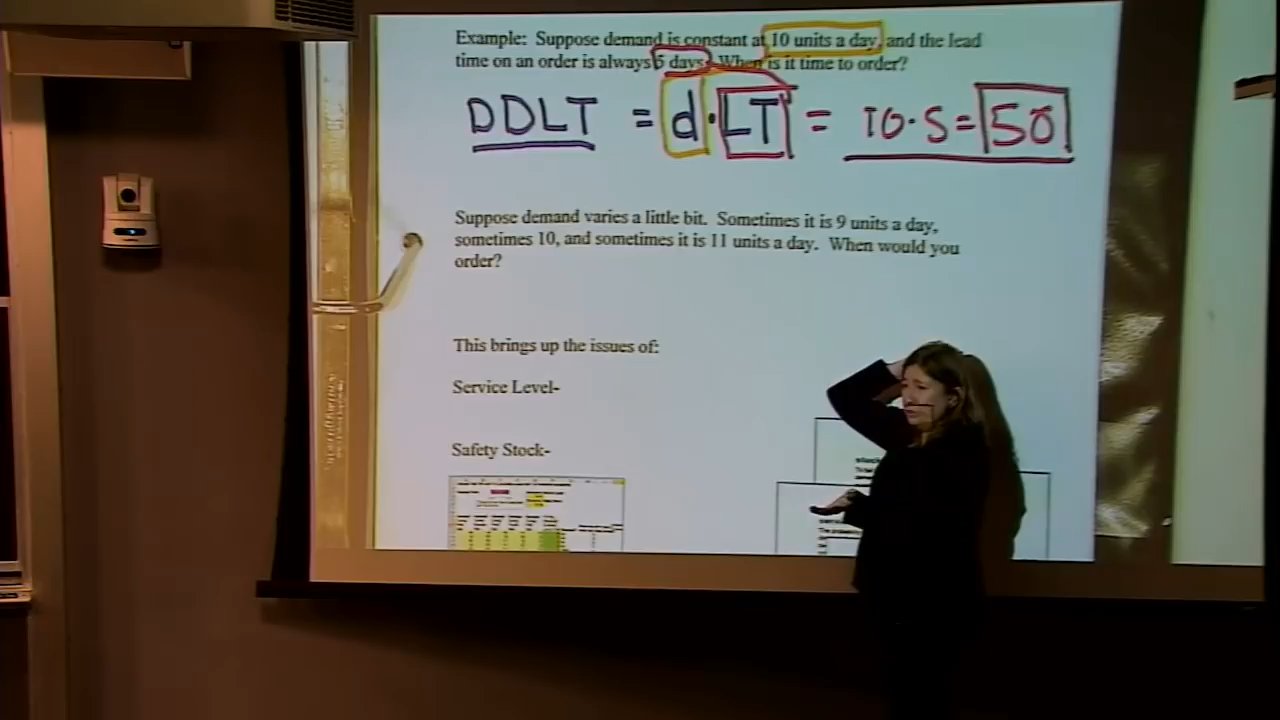 Example: Suppose demand is constant at 10 units a day, and the lead
time on an order is always 5 days. When is it time to order?
DDLT = d · LT = 10 · 5 = 50
Suppose demand varies a little bit. Sometimes it is 9 units a day,
sometimes 10, and sometimes it is 11 units a day. When would you
order?
This brings up the issues of:
Service Level-
Safety Stock-